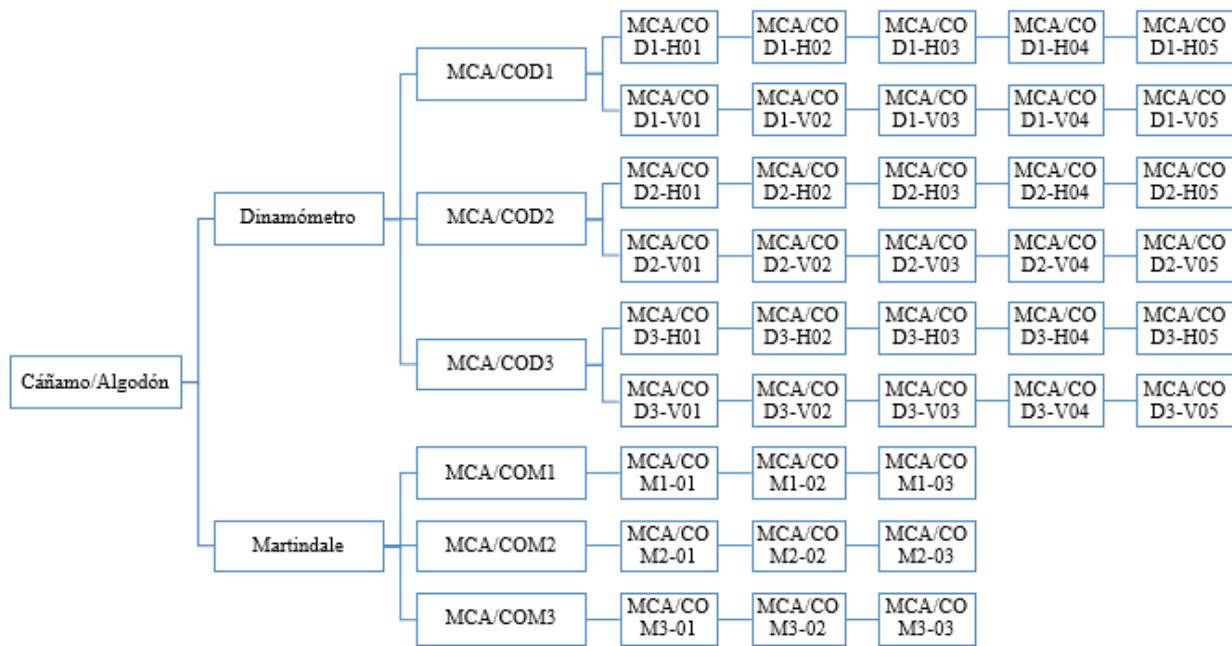 Cáñamo/Algodón
Dinamómetro
MCA/COD1
MCA/CO
D1-H01
MCA/CO
D1-H02
MCA/CO
D1-H03
MCA/CO
D1-H04
MCA/CO
D1-H05
MCA/CO
D1-V01
MCA/CO
D1-V02
MCA/CO
D1-V03
MCA/CO
D1-V04
MCA/CO
D1-V05
MCA/COD2
MCA/CO
D2-H01
MCA/CO
D2-H02
MCA/CO
D2-H03
MCA/CO
D2-H04
MCA/CO
D2-H05
MCA/CO
D2-V01
MCA/CO
D2-V02
MCA/CO
D2-V03
MCA/CO
D2-V04
MCA/CO
D2-V05
MCA/COD3
MCA/CO
D3-H01
MCA/CO
D3-H02
MCA/CO
D3-H03
MCA/CO
D3-H04
MCA/CO
D3-H05
MCA/CO
D3-V01
MCA/CO
D3-V02
MCA/CO
D3-V03
MCA/CO
D3-V04
MCA/CO
D3-V05
Martindale
MCA/COM1
MCA/CO
M1-01
MCA/CO
M1-02
MCA/CO
M1-03
MCA/COM2
MCA/CO
M2-01
MCA/CO
M2-02
MCA/CO
M2-03
MCA/COM3
MCA/CO
M3-01
MCA/CO
M3-02
MCA/CO
M3-03